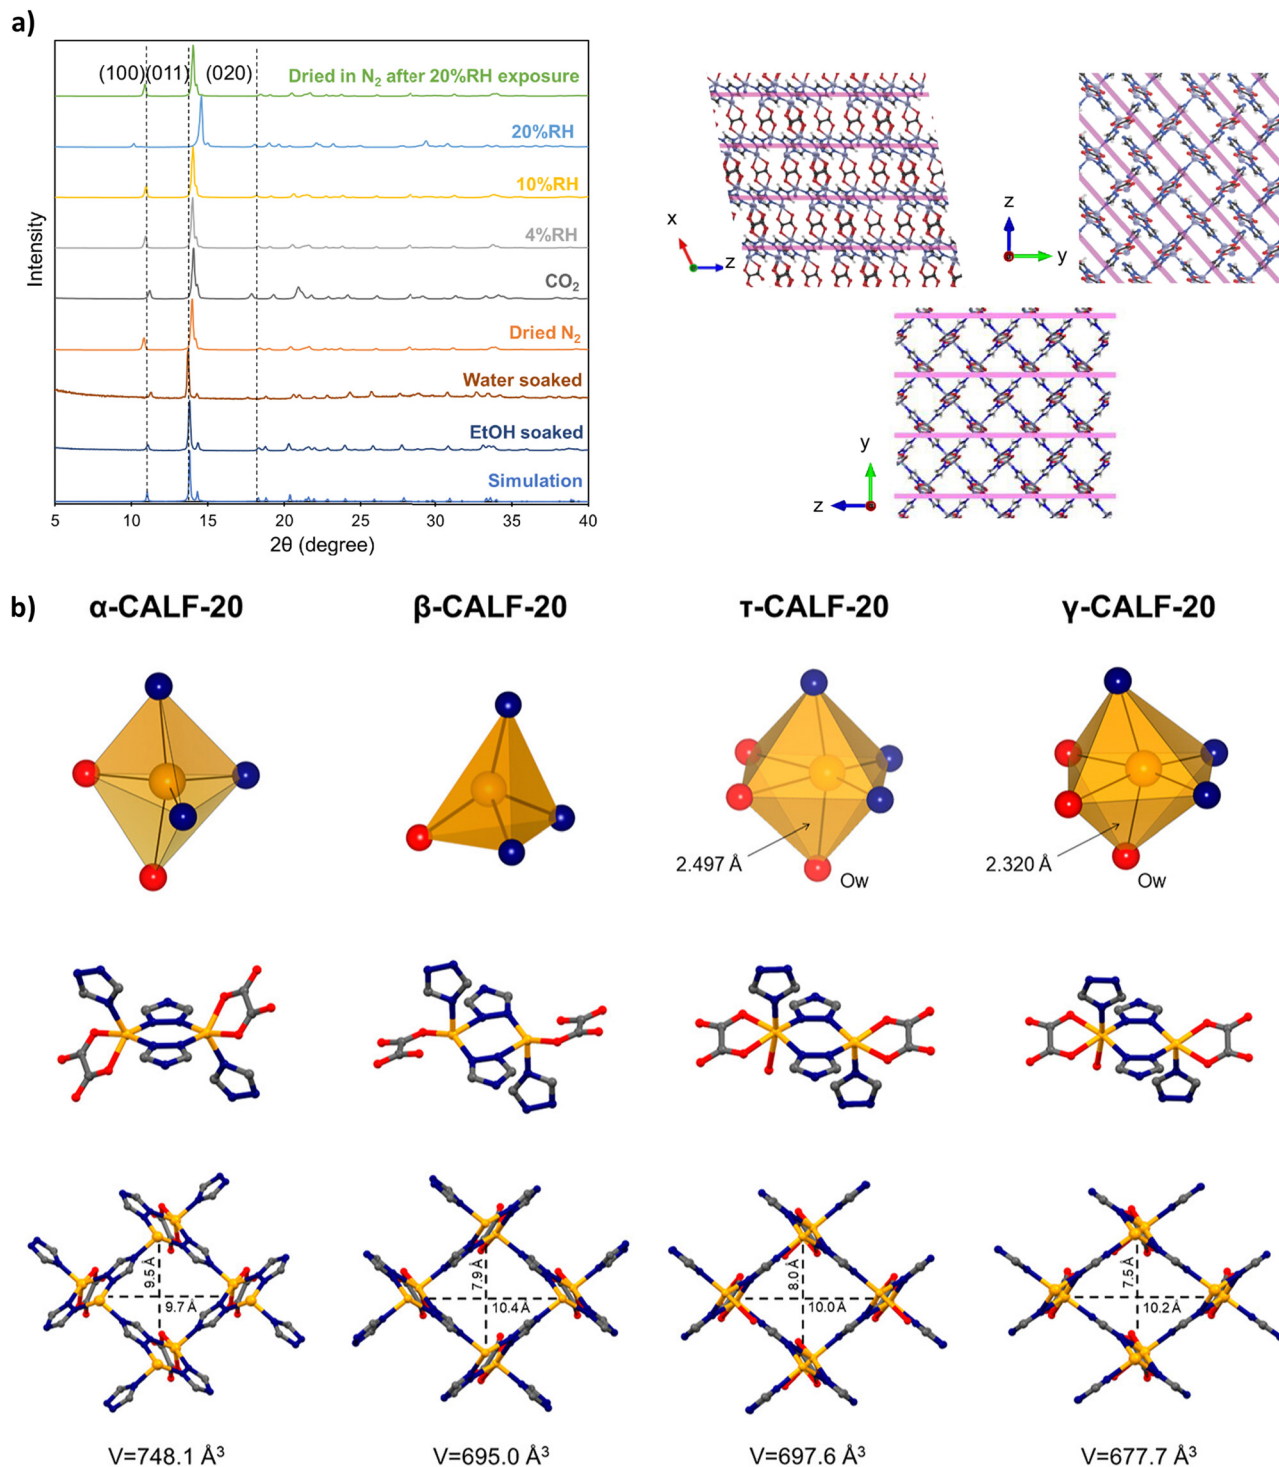 a)
(100)(011) (020)
Dried in N₂ after 20%RH exposure
20%RH
10%RH
4%RH
CO₂
Dried N₂
Water soaked
EtOH soaked
Simulation
Intensity
5 10 15 20 25 30 35 40
2θ (degree)
x
z
z
y
y
z
b)
α-CALF-20 β-CALF-20 τ-CALF-20 γ-CALF-20
2.497 Å
Ow
2.320 Å
Ow
9.5 Å
9.7 Å
7.9 Å
10.4 Å
8.0 Å
10.0 Å
7.5 Å
10.2 Å
V=748.1 Å³ V=695.0 Å³ V=697.6 Å³ V=677.7 Å³